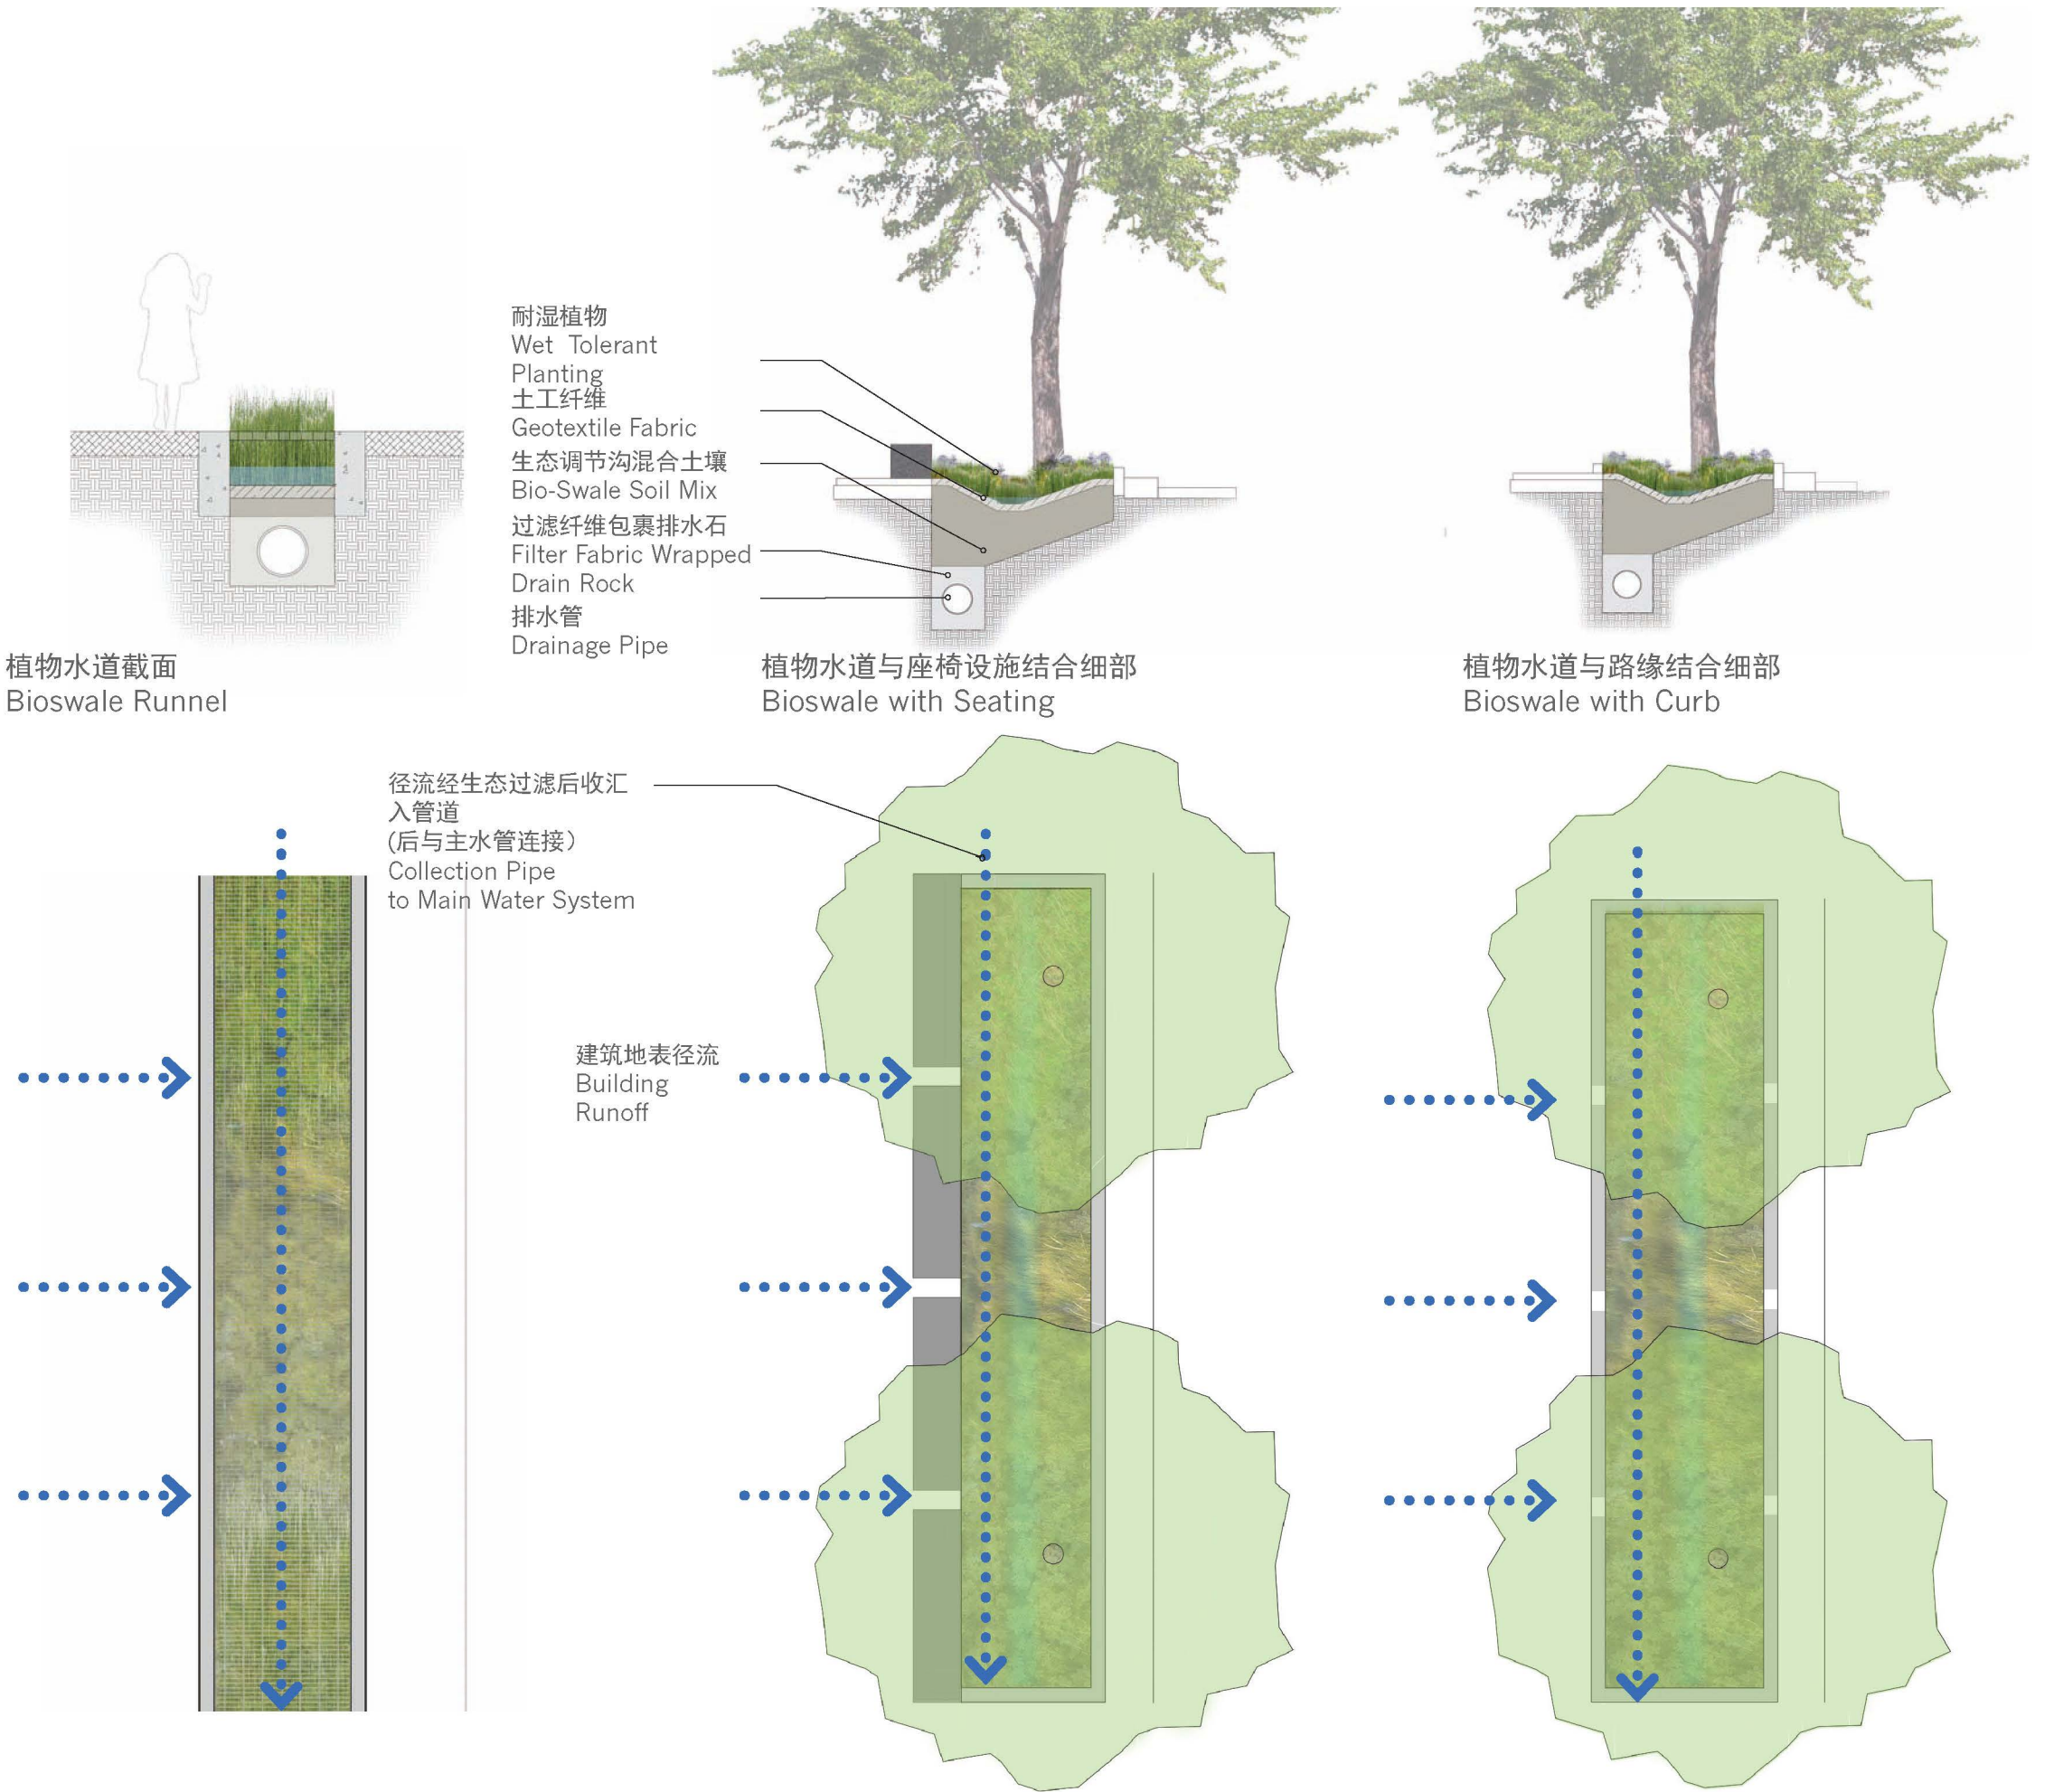 耐湿植物
Wet Tolerant
Planting
土工纤维
Geotextile Fabric
生态调节沟混合土壤
Bio-Swale Soil Mix
过滤纤维包裹排水石
Filter Fabric Wrapped
Drain Rock
排水管
Drainage Pipe
植物水道截面
Bioswale Runnel
植物水道与座椅设施结合细部
Bioswale with Seating
植物水道与路缘结合细部
Bioswale with Curb
径流经生态过滤后收汇
入管道
(后与主水管连接）
Collection Pipe
to Main Water System
建筑地表径流
Building
Runoff